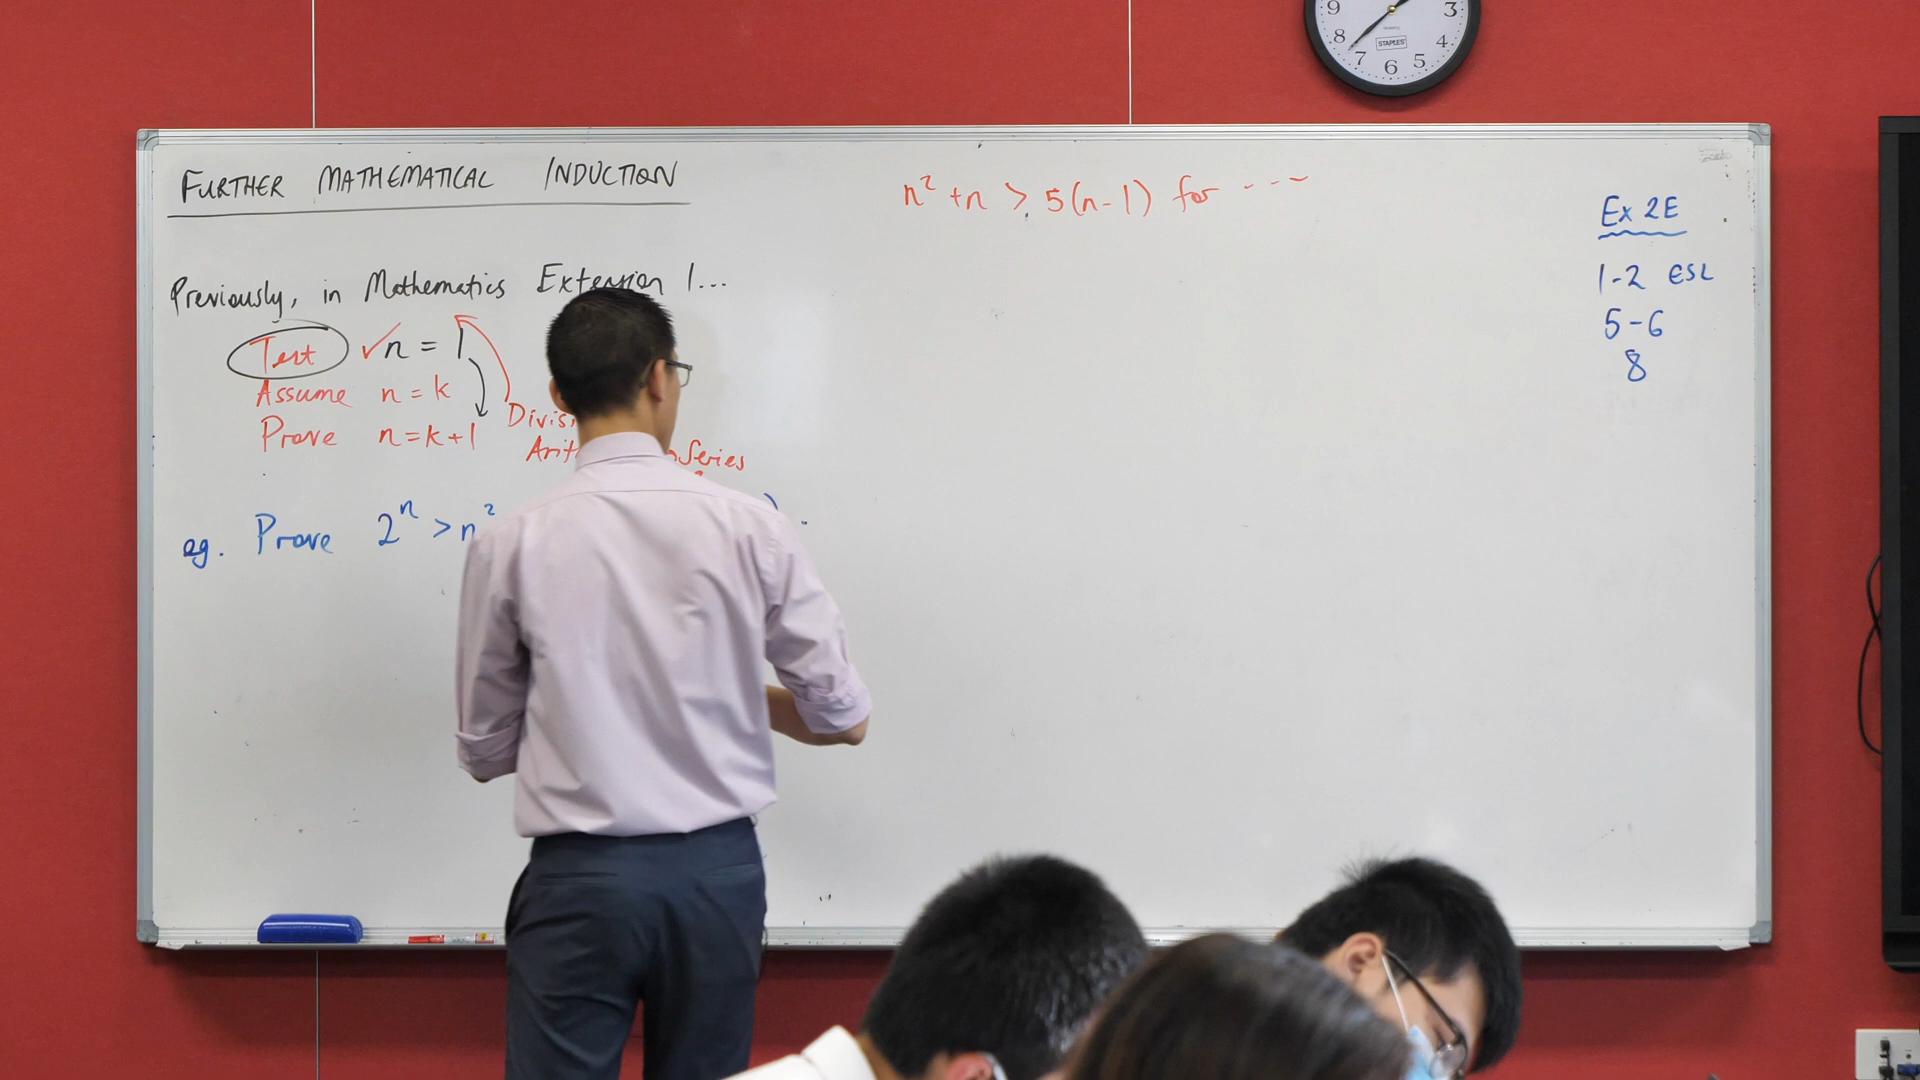 FURTHER MATHEMATICAL INDUCTION
Previously, in Mathematics Extension 1...
Test ✓ n = 1
Assume n = k
Prove n = k+1
Series
eg. Prove 2ⁿ > n²
n² + n > 5(n-1) for ----
Ex 2E
1-2 ESL
5-6
8
9 3
8 4
7 6 5
STAPLES